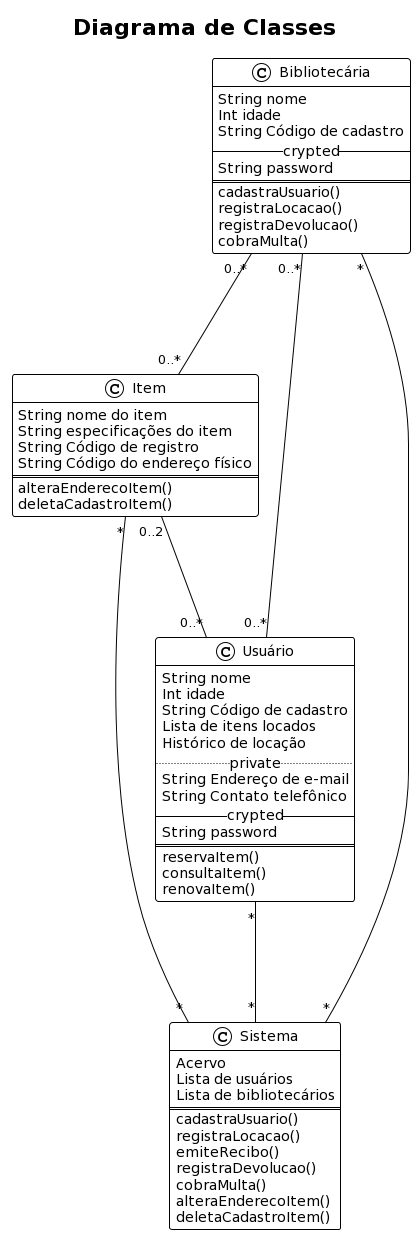 Diagrama de Classes
C Bibliotecária
String nome
Int idade
String Código de cadastro
crypted
String password
cadastraUsuario()
registraLocacao()
registraDevolucao()
cobraMulta()
0..*
0..*
*
0..*
C Item
String nome do item
String especificações do item
String Código de registro
String Código do endereço físico
alteraEnderecoItem()
deletaCadastroItem()
*
0..2
0..*
0..*
C Usuário
String nome
Int idade
String Código de cadastro
Lista de itens locados
Histórico de locação
private
String Endereço de e-mail
String Contato telefônico
crypted
String password
reservaItem()
consultaItem()
renovaItem()
*
*
*
*
C Sistema
Acervo
Lista de usuários
Lista de bibliotecários
cadastraUsuario()
registraLocacao()
emiteRecibo()
registraDevolucao()
cobraMulta()
alteraEnderecoItem()
deletaCadastroItem()